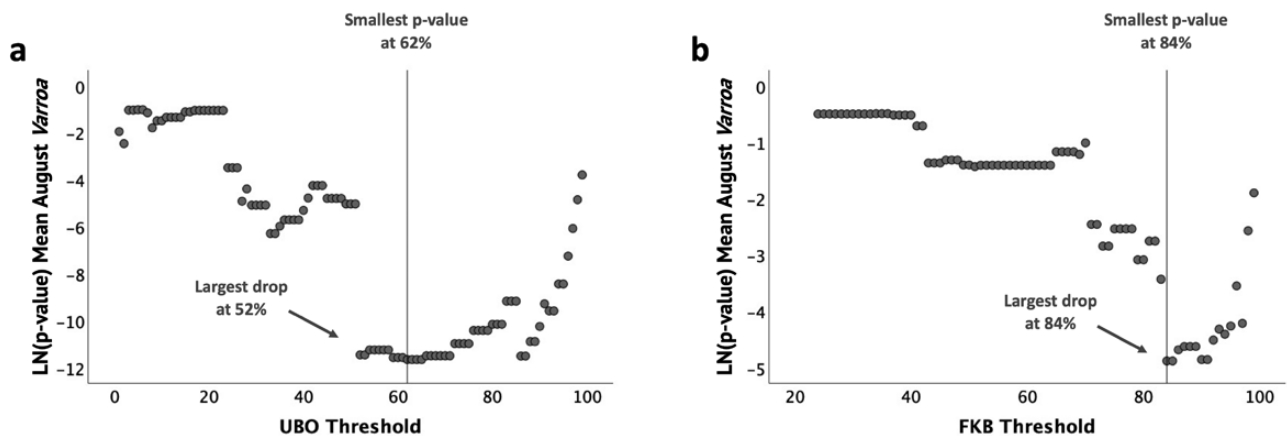 a
Smallest p-value
at 62%
LN(p-value) Mean August Varroa
0
−2
−4
−6
−8
−10
−12
Largest drop
at 52%
0
20
40
60
80
100
UBO Threshold
b
Smallest p-value
at 84%
LN(p-value) Mean August Varroa
0
−1
−2
−3
−4
−5
Largest drop
at 84%
20
40
60
80
100
FKB Threshold